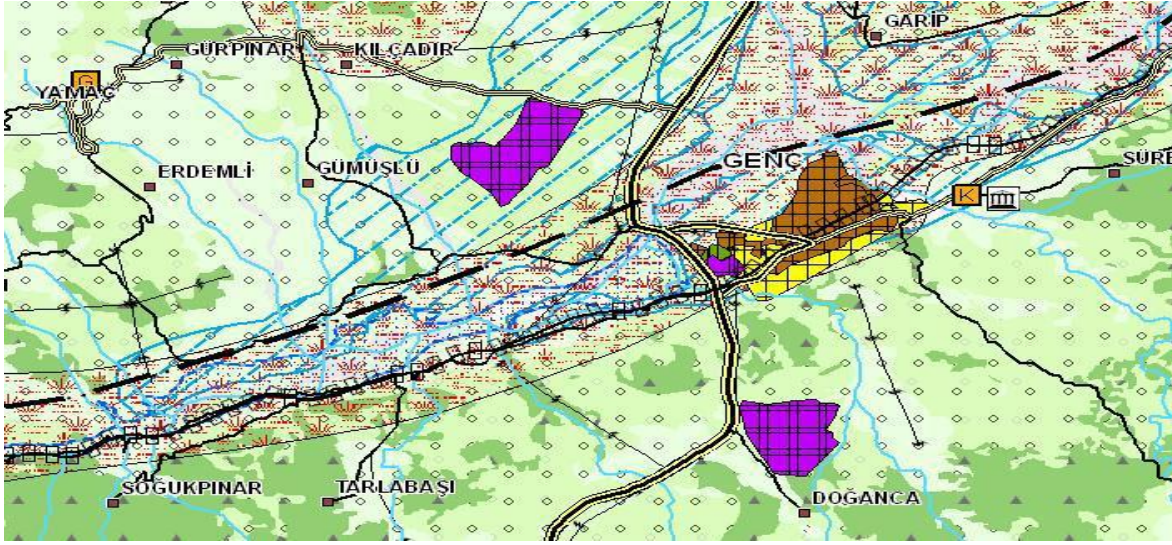 GARİP
GÜRPINAR
KILÇADIR
G
YAMAÇ
GENÇ
ERDEMLİ
GÜMÜŞLÜ
SÜRE
K
SOĞUKPINAR
TARLABAŞI
DOĞANCA